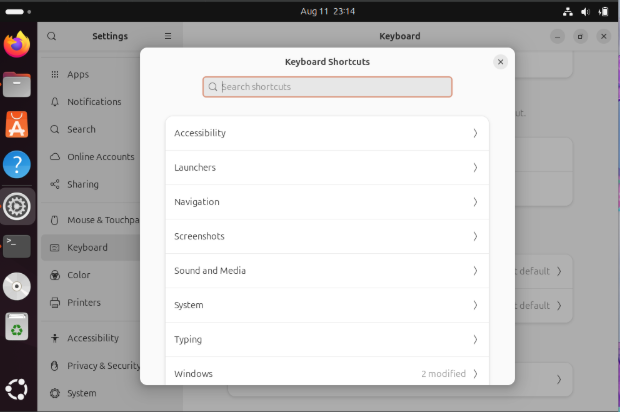 Aug 11 23:14
Settings
Keyboard
Apps
Notifications
Search
Online Accounts
Sharing
Mouse & Touchpa
Keyboard
Color
Printers
Accessibility
Privacy & Security
System
Keyboard Shortcuts
Search shortcuts
Accessibility
Launchers
Navigation
Screenshots
Sound and Media
System
Typing
Windows 2 modified
ut.
default
default